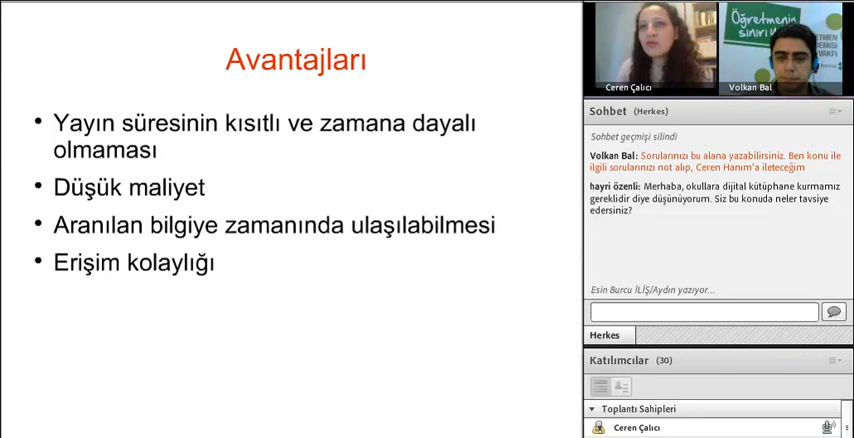 Avantajları
• Yayın süresinin kısıtlı ve zamana dayalı
olmaması
• Düşük maliyet
• Aranılan bilgiye zamanında ulaşılabilmesi
• Erişim kolaylığı
Öğretmenin
Ceren Çalıcı
Volkan Bal
Sohbet (Herkes)
Sohbet geçmişi silindi
Volkan Bal: Sorularınızı bu alana yazabilirsiniz. Ben konu ile
ilgili sorularınızı not alıp, Ceren Hanım'a ileteceğim
hayri özenli: Merhaba, okullara dijital kütüphane kurmamız
gereklidir diye düşünüyorum. Siz bu konuda neler tavsiye
edersiniz?
Esin Burcu İLİŞ/Aydın yazıyor...
Herkes
Katılımcılar (30)
Toplantı Sahipleri
Ceren Çalıcı